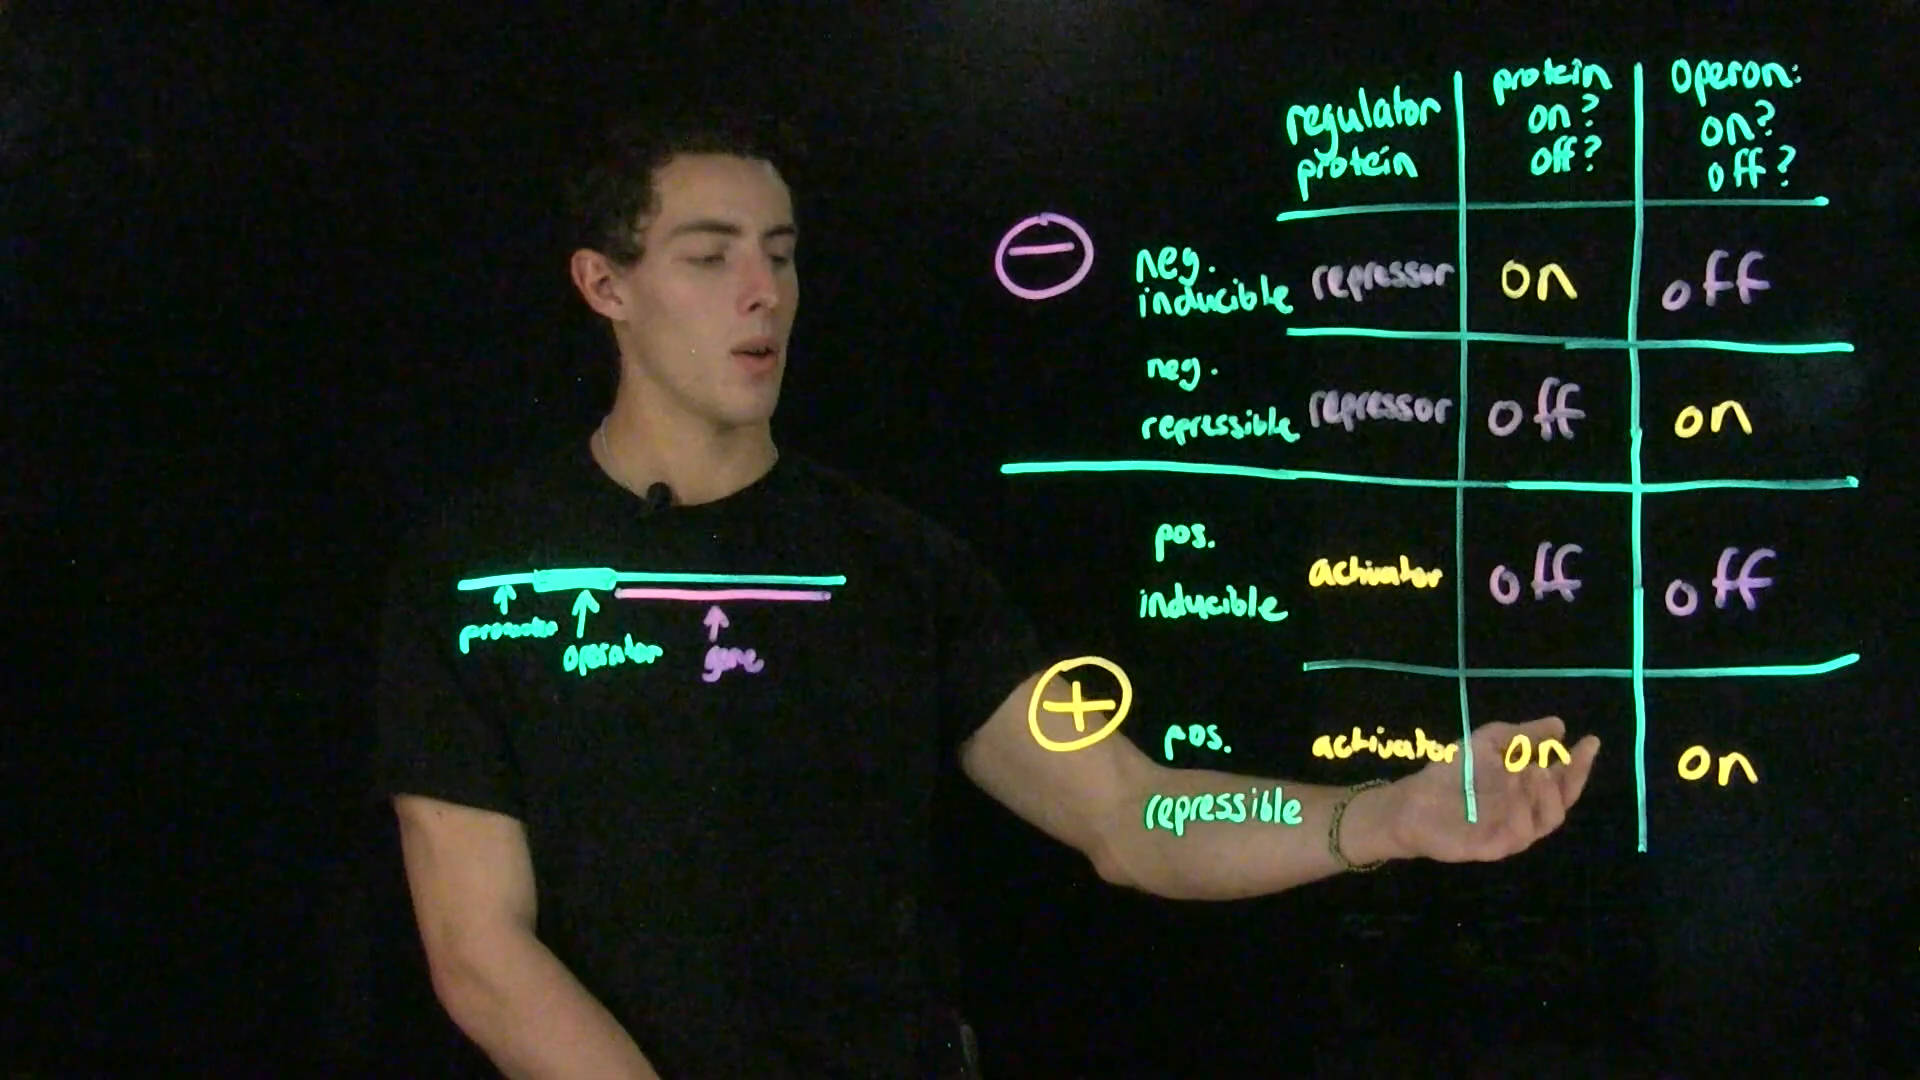 regulator
protein
protein
on?
off?
operon:
on?
off?
neg.
inducible
repressor
on
off
neg.
repressible
repressor
off
on
pos.
inducible
activator
off
off
pos.
repressible
activator
on
on
promoter
operator
gene